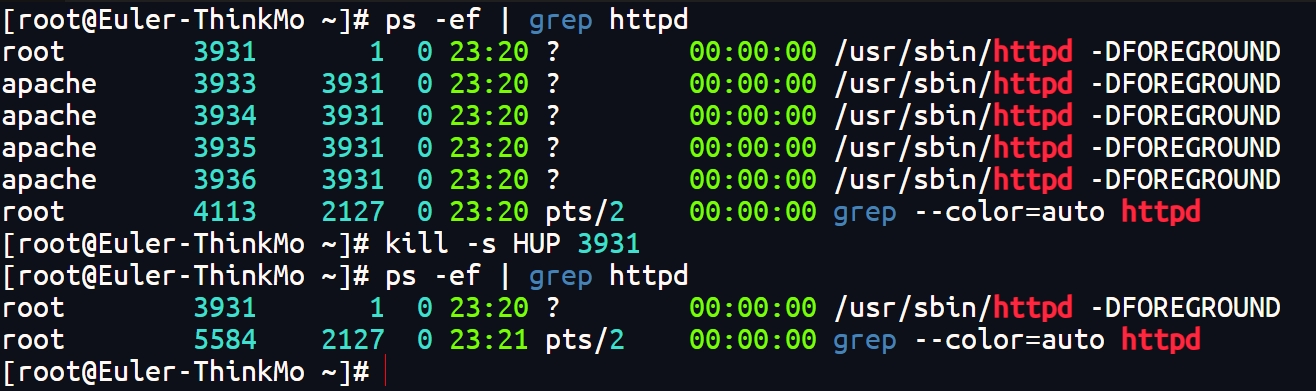 [root@Euler-ThinkMo ~]# ps -ef | grep httpd
root        3931       1  0 23:20 ?        00:00:00 /usr/sbin/httpd -DFOREGROUND
apache      3933    3931  0 23:20 ?        00:00:00 /usr/sbin/httpd -DFOREGROUND
apache      3934    3931  0 23:20 ?        00:00:00 /usr/sbin/httpd -DFOREGROUND
apache      3935    3931  0 23:20 ?        00:00:00 /usr/sbin/httpd -DFOREGROUND
apache      3936    3931  0 23:20 ?        00:00:00 /usr/sbin/httpd -DFOREGROUND
root        4113    2127  0 23:20 pts/2    00:00:00 grep --color=auto httpd
[root@Euler-ThinkMo ~]# kill -s HUP 3931
[root@Euler-ThinkMo ~]# ps -ef | grep httpd
root        3931       1  0 23:20 ?        00:00:00 /usr/sbin/httpd -DFOREGROUND
root        5584    2127  0 23:21 pts/2    00:00:00 grep --color=auto httpd
[root@Euler-ThinkMo ~]#